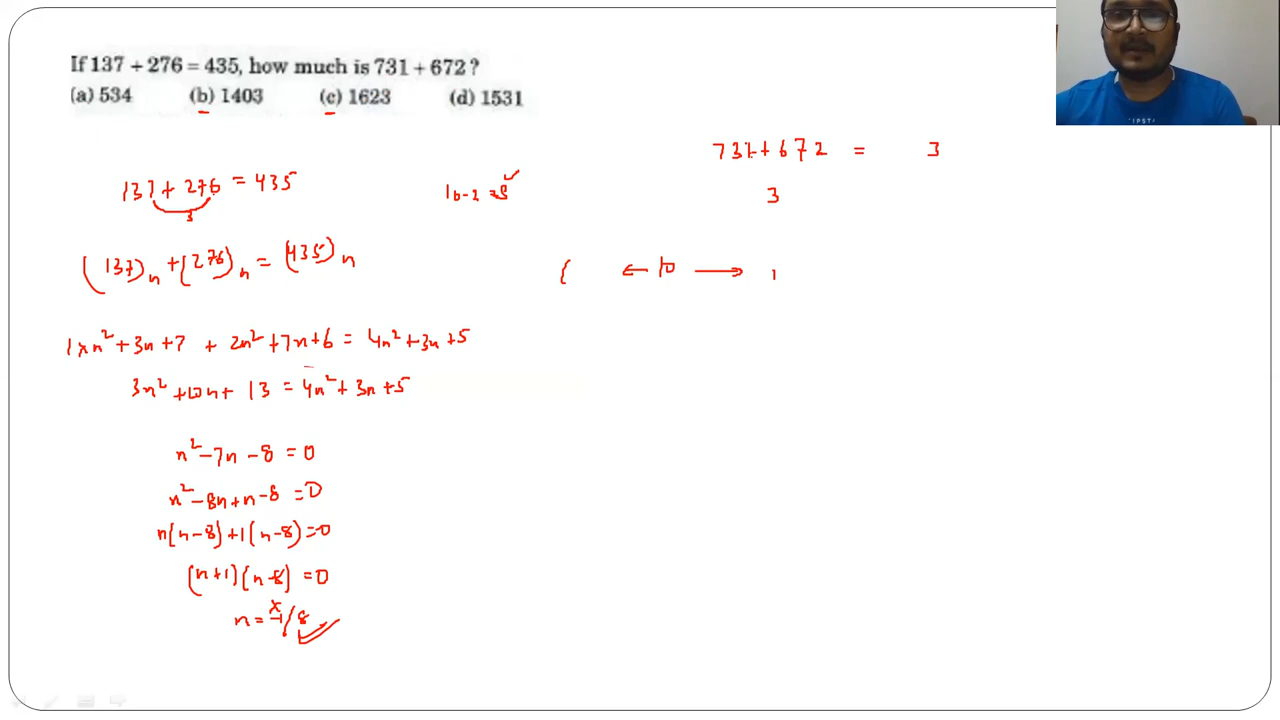 If 137 + 276 = 435, how much is 731 + 672 ?
(a) 534 (b) 1403 (c) 1623 (d) 1531
731 + 672 = 3
3
137 + 276 = 435
3
10-2 = 8 ✓
(137)n + (276)n = (435)n
( ← 10 → 1
1×n² + 3n + 7 + 2n² + 7n + 6 = 4n² + 3n + 5
3n² + 10n + 13 = 4n² + 3n + 5
n² - 7n - 8 = 0
n² - 8n + n - 8 = 0
n(n - 8) + 1(n - 8) = 0
(n + 1)(n - 8) = 0
n = -1 / 8